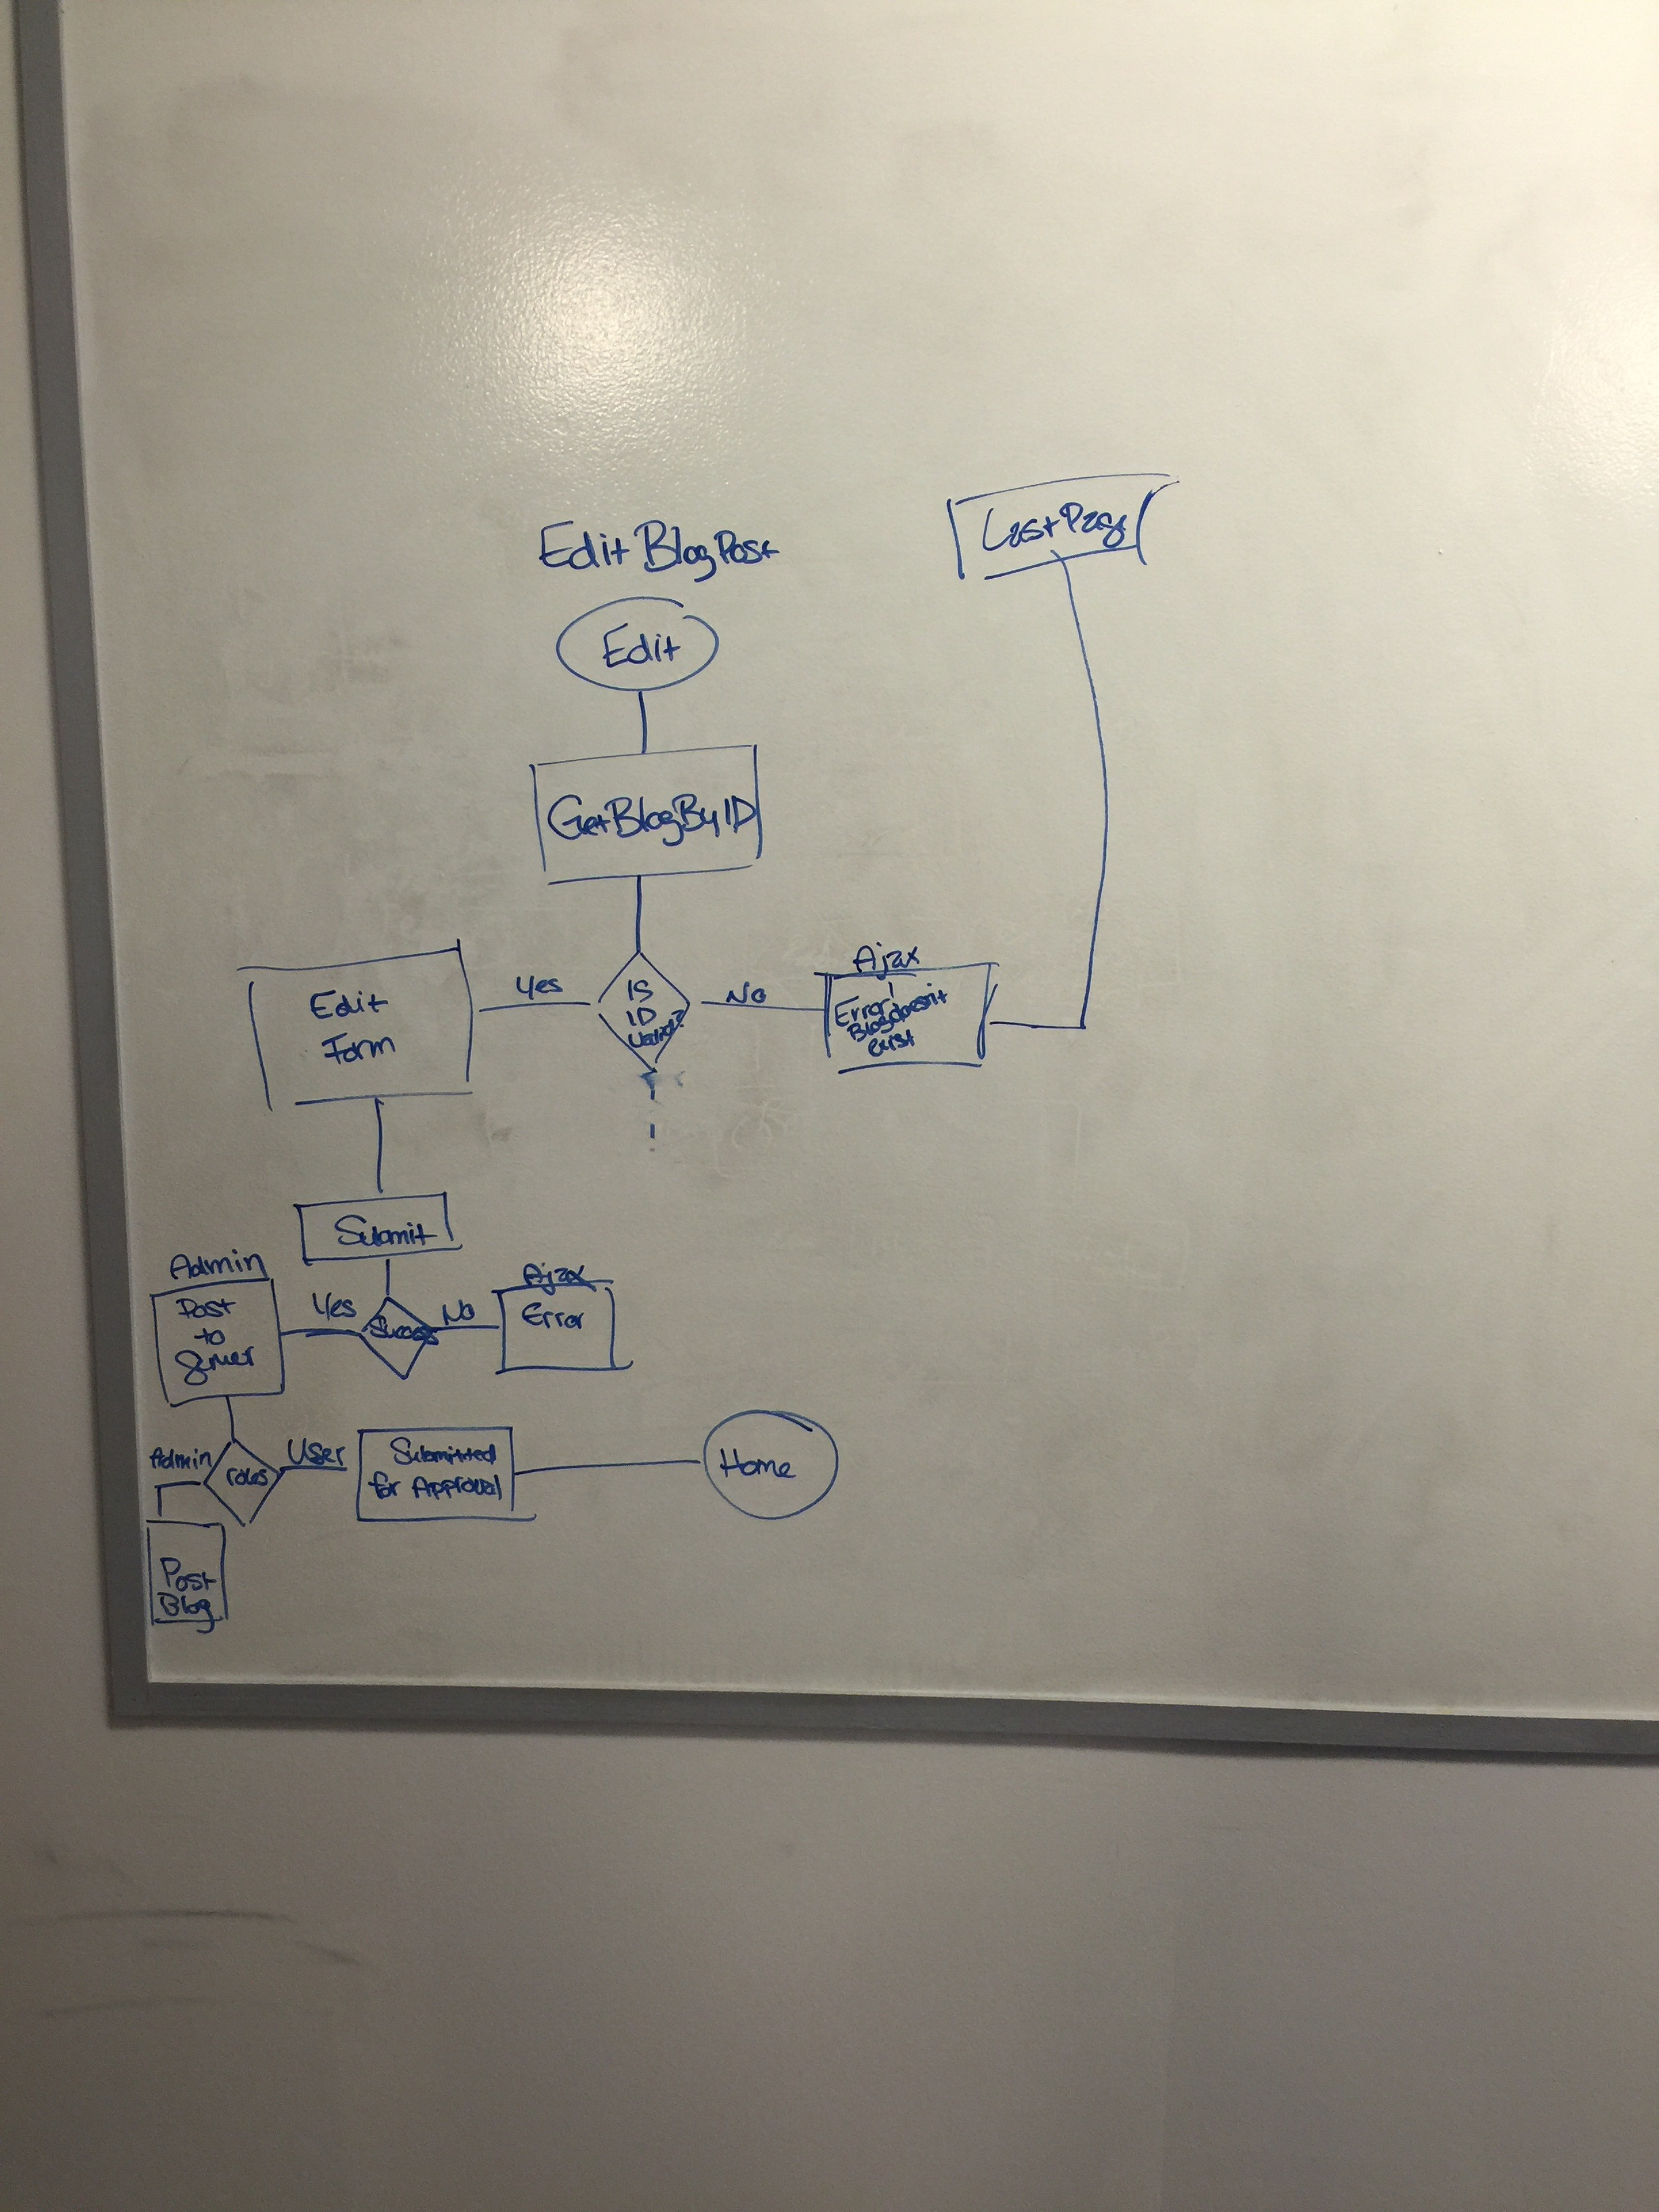 Edit Blog Post
Last Page
Edit
GetBlogByID
Ajax
Edit
Form
Yes
IS
ID
Valid?
No
Error!
Blog doesn't
exist
Submit
Admin
Post
to
Server
Yes
Success
No
Ajax
Error
Admin
roles
User
Submitted
for Approval
Home
Post
Blog